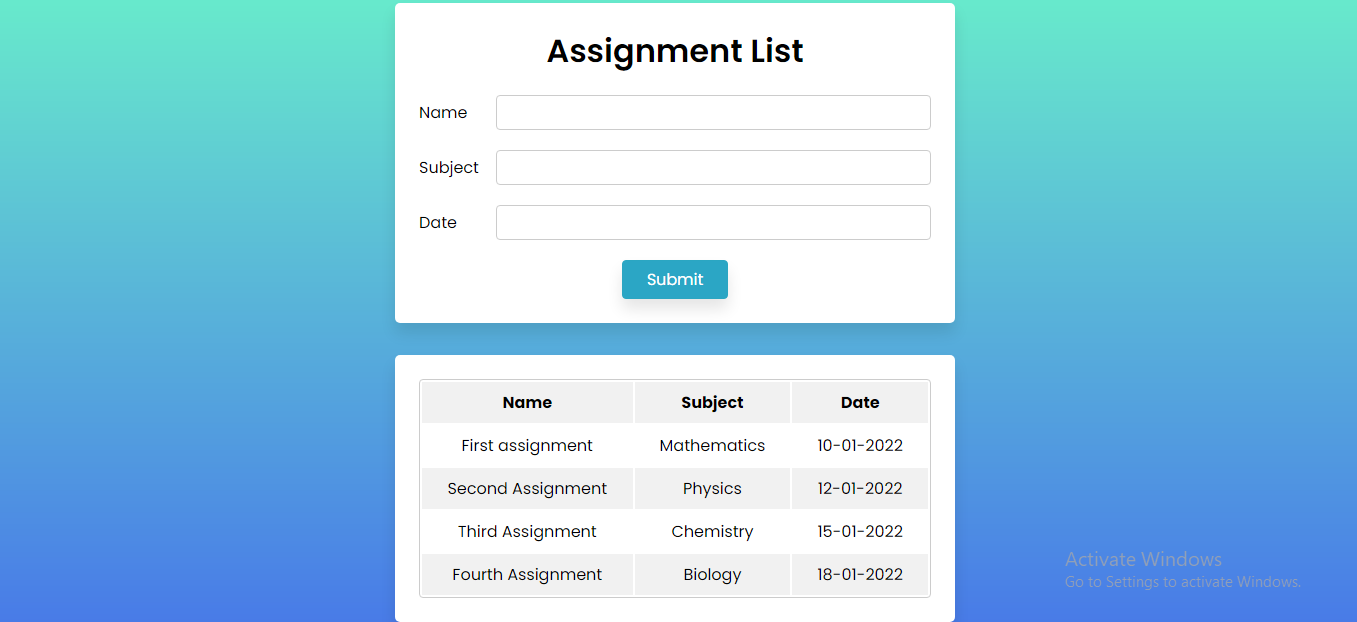 Assignment List
Name
Subject
Date
Submit
Name Subject Date
First assignment Mathematics 10-01-2022
Second Assignment Physics 12-01-2022
Third Assignment Chemistry 15-01-2022
Fourth Assignment Biology 18-01-2022
Activate Windows
Go to Settings to activate Windows.